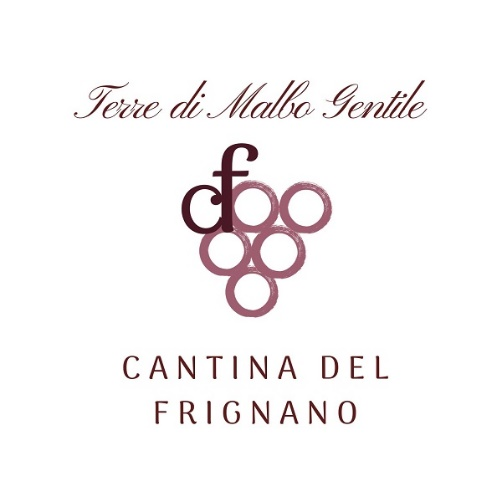 Terre di Malbo Gentile
cf
CANTINA DEL
FRIGNANO